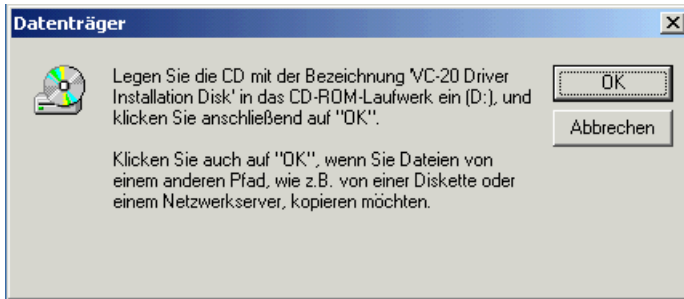 Datenträger
Legen Sie die CD mit der Bezeichnung 'VC-20 Driver
Installation Disk' in das CD-ROM-Laufwerk ein (D:), und
klicken Sie anschließend auf "OK".
Klicken Sie auch auf "OK", wenn Sie Dateien von
einem anderen Pfad, wie z.B. von einer Diskette oder
einem Netzwerkserver, kopieren möchten.
OK
Abbrechen